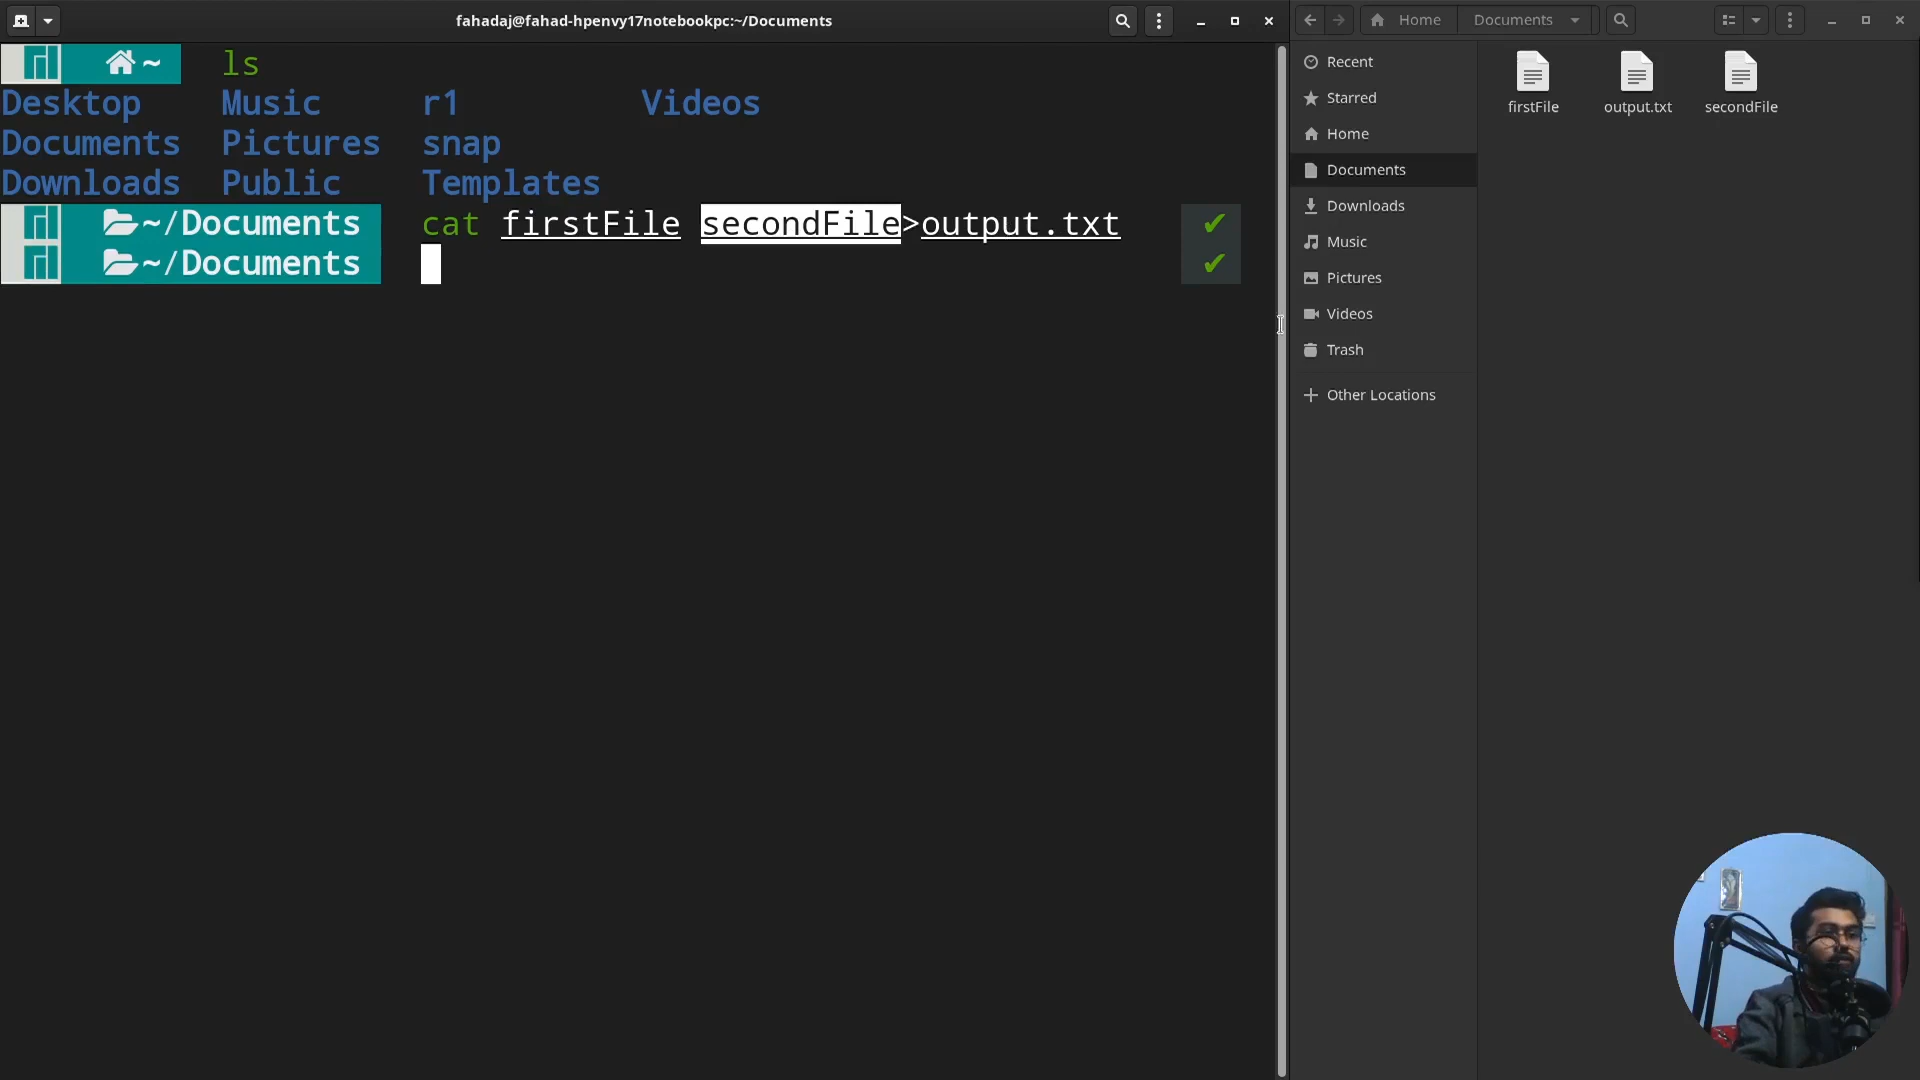 fahadaj@fahad-hpenvy17notebookpc:~/Documents
~ ls
Desktop Music r1 Videos
Documents Pictures snap
Downloads Public Templates
~/Documents cat firstFile secondFile>output.txt ✔
~/Documents ✔
Home Documents
Recent
Starred
Home
Documents
Downloads
Music
Pictures
Videos
Trash
Other Locations
firstFile output.txt secondFile